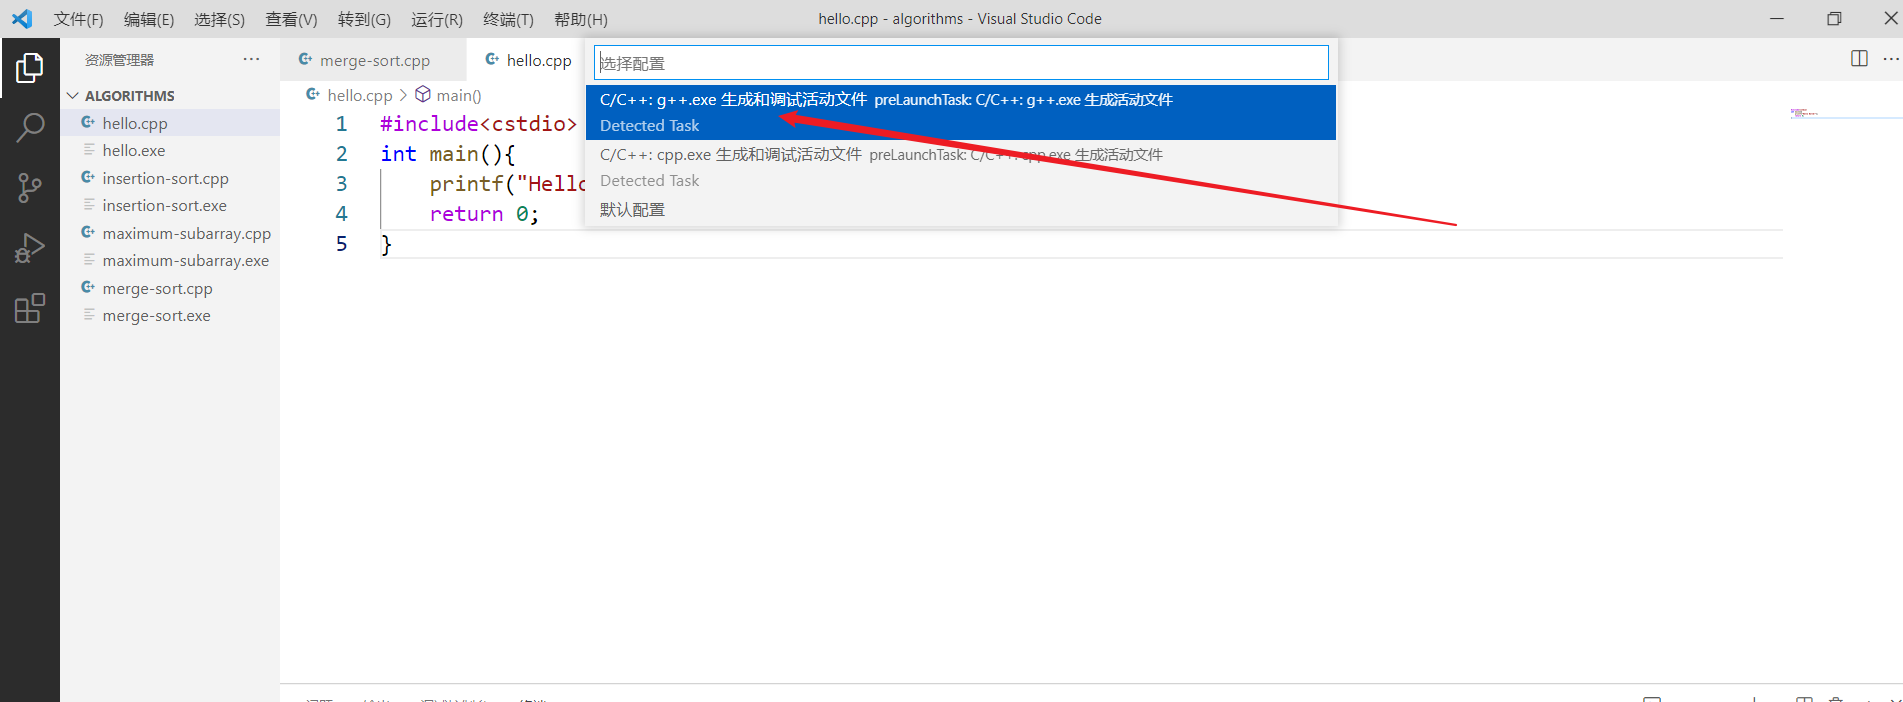 文件(F) 编辑(E) 选择(S) 查看(V) 转到(G) 运行(R) 终端(T) 帮助(H) hello.cpp - algorithms - Visual Studio Code
资源管理器 ···
ALGORITHMS
hello.cpp
hello.exe
insertion-sort.cpp
insertion-sort.exe
maximum-subarray.cpp
maximum-subarray.exe
merge-sort.cpp
merge-sort.exe
merge-sort.cpp hello.cpp
hello.cpp > main()
选择配置
C/C++: g++.exe 生成和调试活动文件 preLaunchTask: C/C++: g++.exe 生成活动文件
Detected Task
C/C++: cpp.exe 生成和调试活动文件 preLaunchTask: C/C++: cpp.exe 生成活动文件
Detected Task
默认配置
1 #include<cstdio>
2 int main(){
3 printf("Hello
4 return 0;
5 }